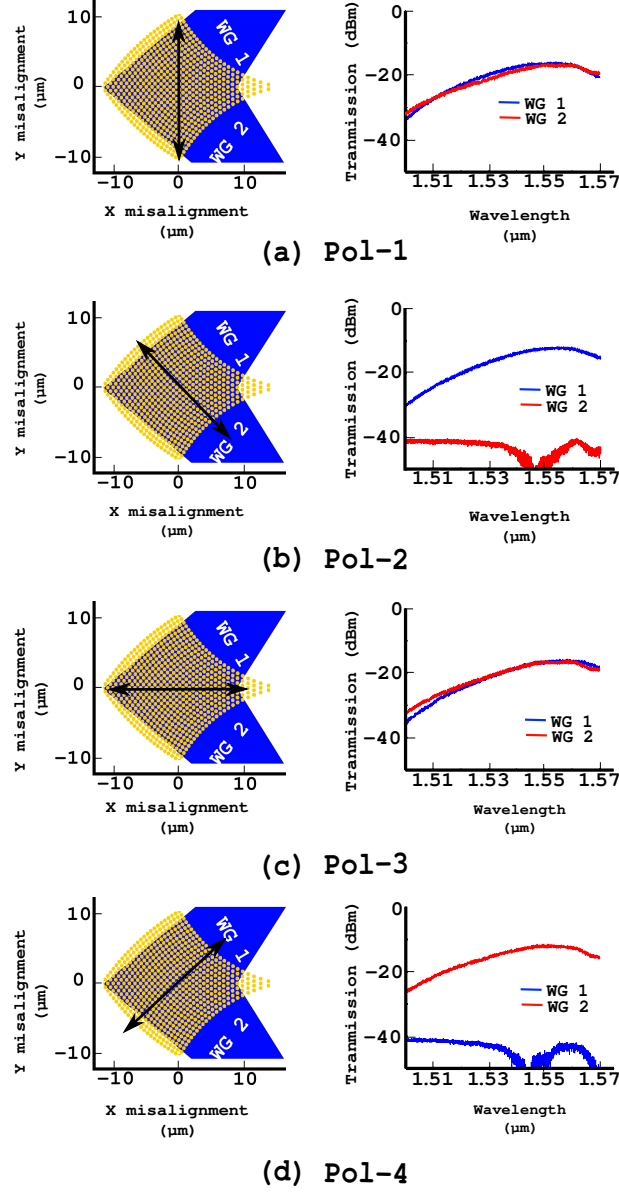 Y misalignment
(μm)
10
0
-10
WG 1
WG 2
-10
0
10
X misalignment
(μm)
Tranmission (dBm)
0
-20
-40
WG 1
WG 2
1.51
1.53
1.55
1.57
Wavelength
(μm)
(a) Pol-1
Y misalignment
(μm)
10
0
-10
WG 1
WG 2
-10
0
10
X misalignment
(μm)
Tranmission (dBm)
0
-20
-40
WG 1
WG 2
1.51
1.53
1.55
1.57
Wavelength
(μm)
(b) Pol-2
Y misalignment
(μm)
10
0
-10
WG 1
WG 2
-10
0
10
X misalignment
(μm)
Tranmission (dBm)
0
-20
-40
WG 1
WG 2
1.51
1.53
1.55
1.57
Wavelength
(μm)
(c) Pol-3
Y misalignment
(μm)
10
0
-10
WG 1
WG 2
-10
0
10
X misalignment
(μm)
Tranmission (dBm)
0
-20
-40
WG 1
WG 2
1.51
1.53
1.55
1.57
Wavelength
(μm)
(d) Pol-4